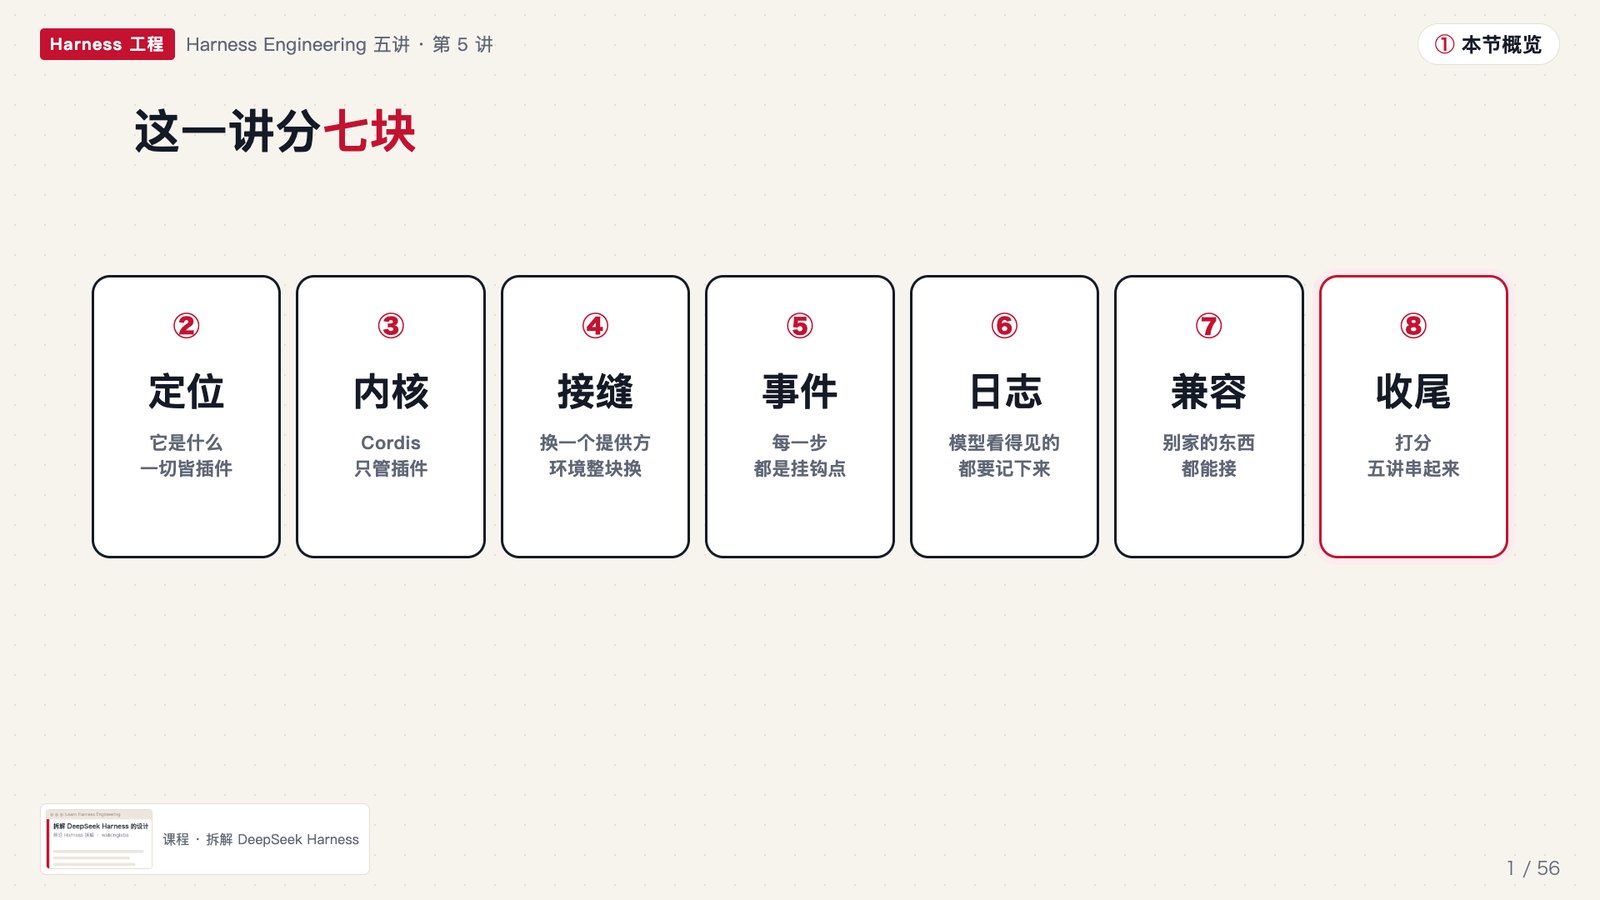 Harness 工程
Harness Engineering 五讲 · 第 5 讲
① 本节概览
这一讲分七块
②
定位
它是什么
一切皆插件
③
内核
Cordis
只管插件
④
接缝
换一个提供方
环境整块换
⑤
事件
每一步
都是挂钩点
⑥
日志
模型看得见的
都要记下来
⑦
兼容
别家的东西
都能接
⑧
收尾
打分
五讲串起来
Learn Harness Engineering
拆解 DeepSeek Harness 的设计
课程 · 拆解 DeepSeek Harness
1 / 56